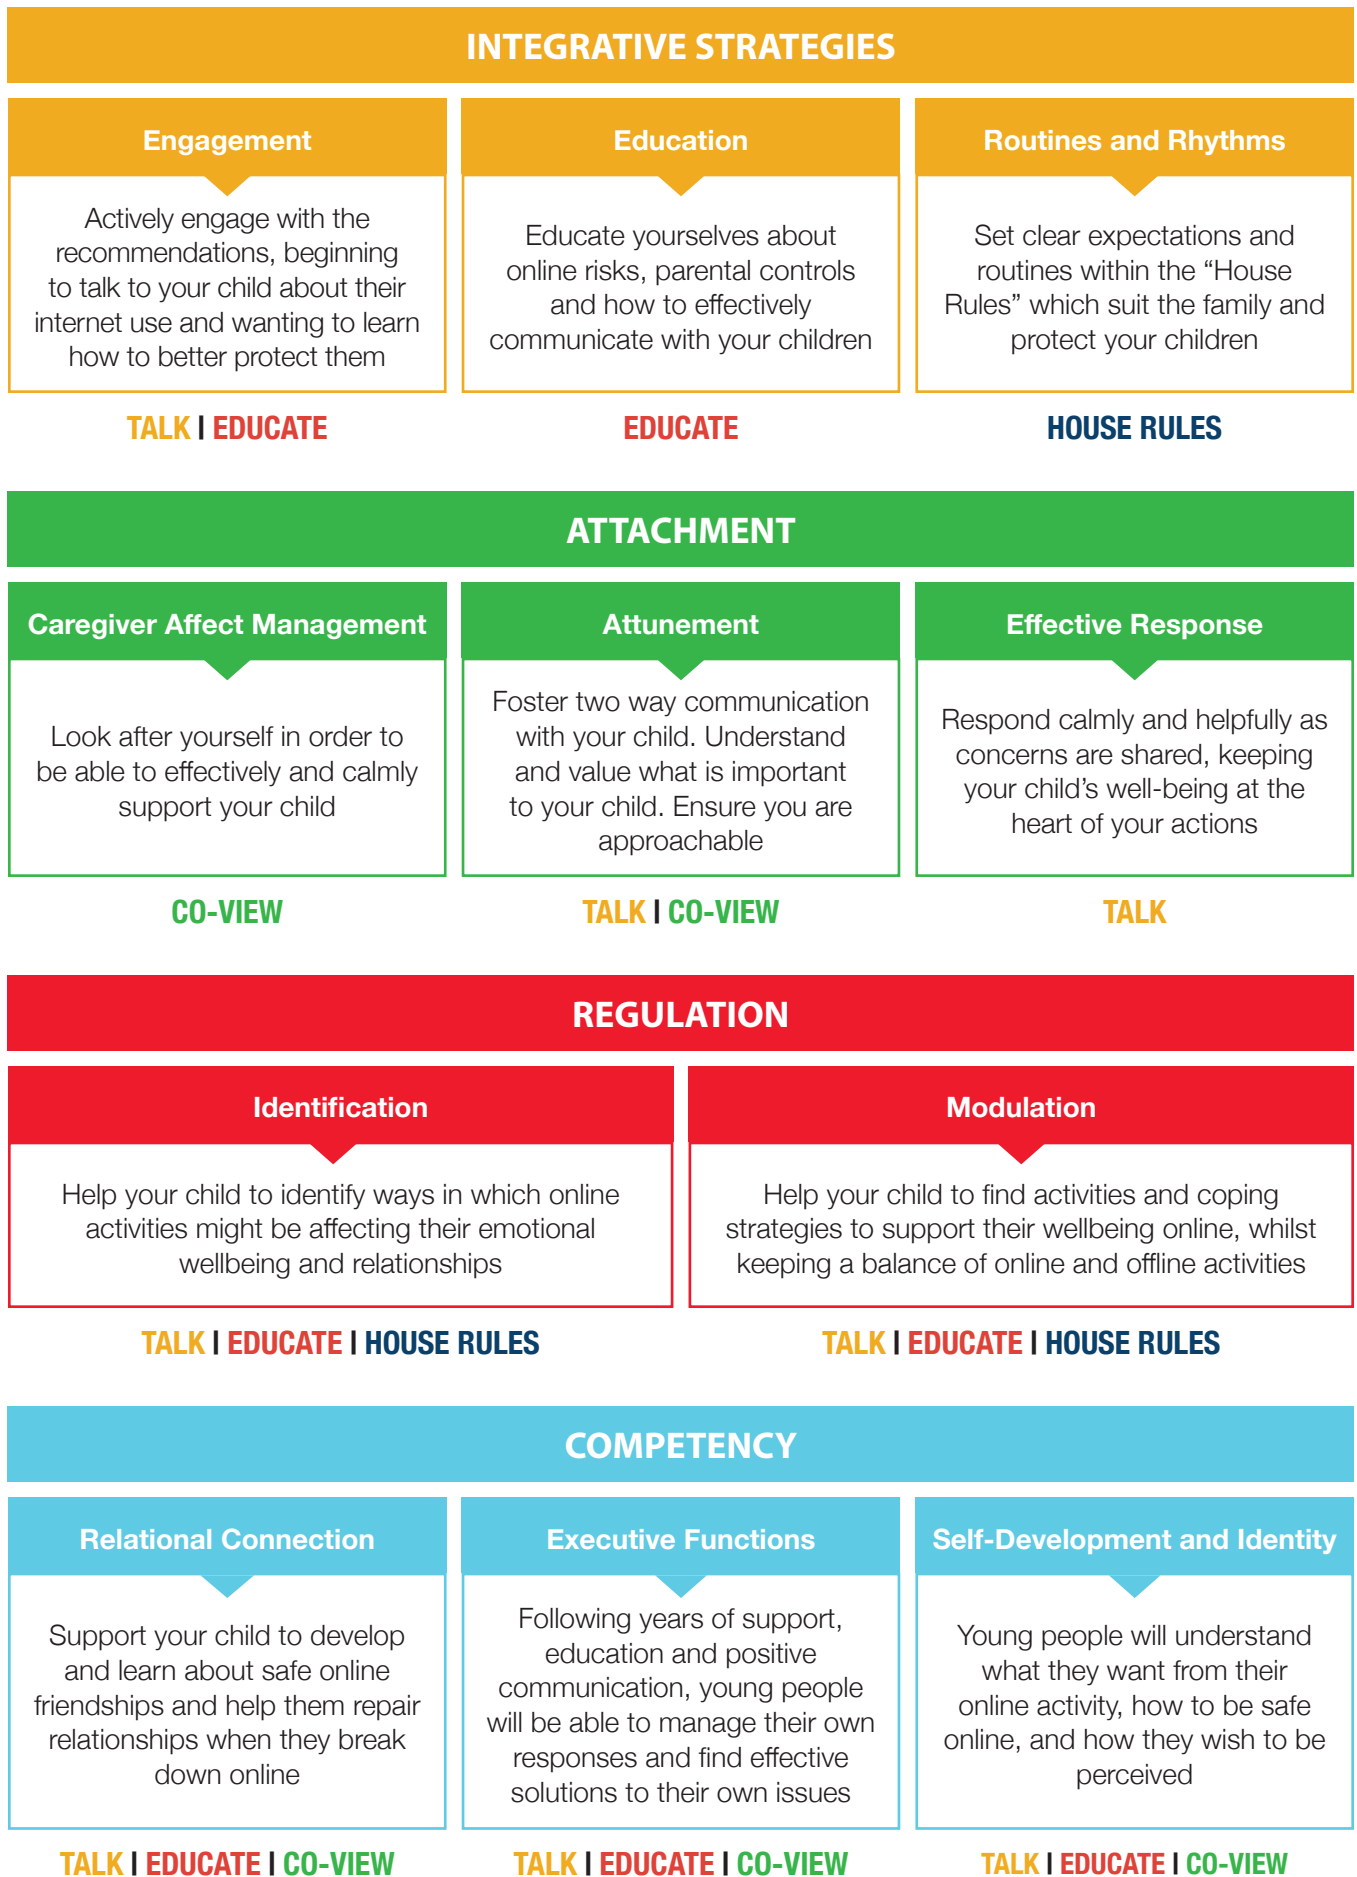 INTEGRATIVE STRATEGIES
Engagement
Actively engage with the
recommendations, beginning
to talk to your child about their
internet use and wanting to learn
how to better protect them
TALK I EDUCATE
Education
Educate yourselves about
online risks, parental controls
and how to effectively
communicate with your children
EDUCATE
Routines and Rhythms
Set clear expectations and
routines within the “House
Rules” which suit the family and
protect your children
HOUSE RULES
ATTACHMENT
Caregiver Affect Management
Look after yourself in order to
be able to effectively and calmly
support your child
CO-VIEW
Attunement
Foster two way communication
with your child. Understand
and value what is important
to your child. Ensure you are
approachable
TALK I CO-VIEW
Effective Response
Respond calmly and helpfully as
concerns are shared, keeping
your child’s well-being at the
heart of your actions
TALK
REGULATION
Identification
Help your child to identify ways in which online
activities might be affecting their emotional
wellbeing and relationships
TALK I EDUCATE I HOUSE RULES
Modulation
Help your child to find activities and coping
strategies to support their wellbeing online, whilst
keeping a balance of online and offline activities
TALK I EDUCATE I HOUSE RULES
COMPETENCY
Relational Connection
Support your child to develop
and learn about safe online
friendships and help them repair
relationships when they break
down online
TALK I EDUCATE I CO-VIEW
Executive Functions
Following years of support,
education and positive
communication, young people
will be able to manage their own
responses and find effective
solutions to their own issues
TALK I EDUCATE I CO-VIEW
Self-Development and Identity
Young people will understand
what they want from their
online activity, how to be safe
online, and how they wish to be
perceived
TALK I EDUCATE I CO-VIEW